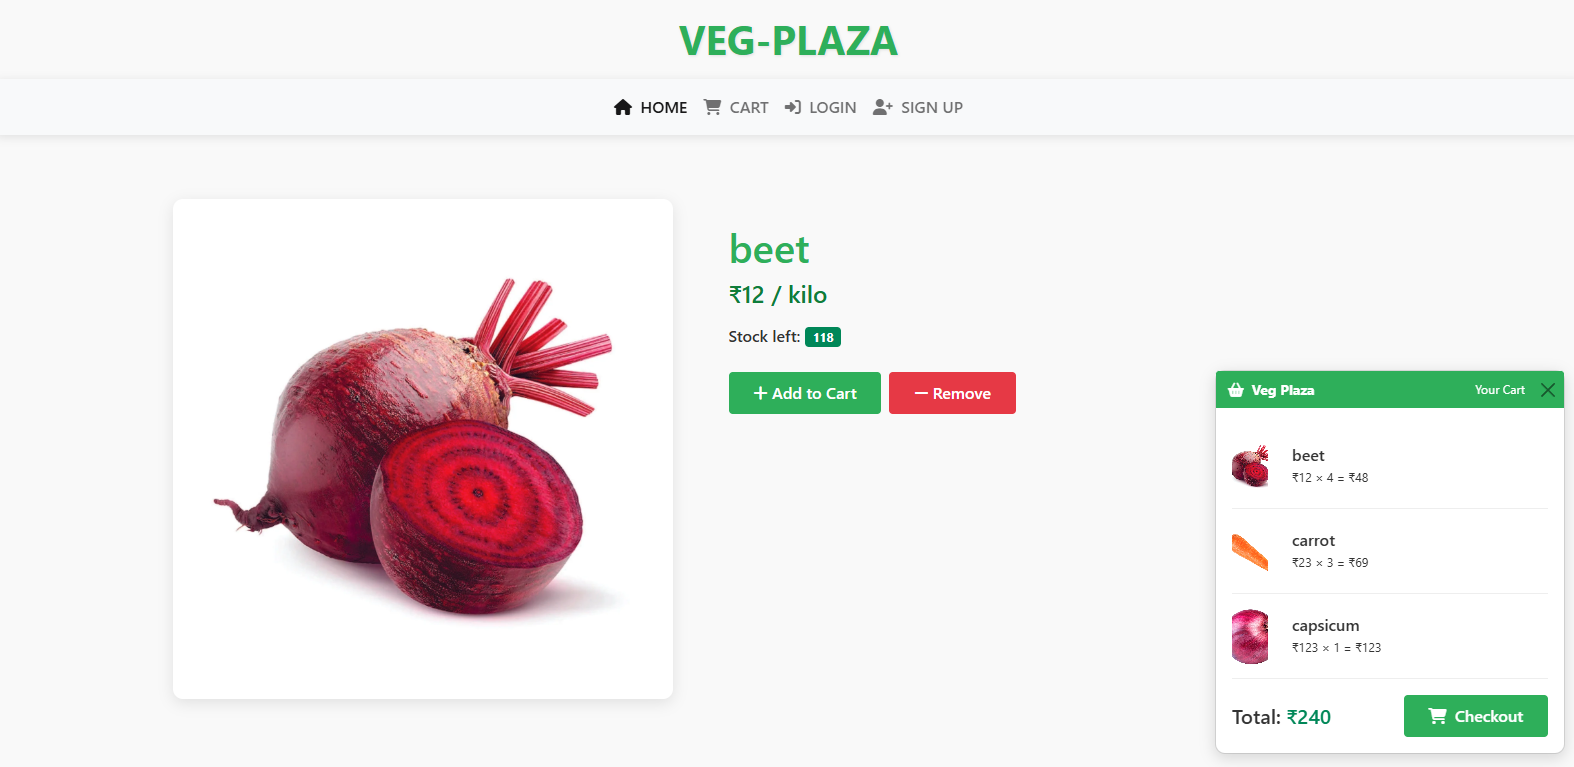 VEG-PLAZA
HOME CART LOGIN SIGN UP
beet
₹12 / kilo
Stock left: 118
Add to Cart Remove
Veg Plaza Your Cart
beet
₹12 × 4 = ₹48
carrot
₹23 × 3 = ₹69
capsicum
₹123 × 1 = ₹123
Total: ₹240 Checkout